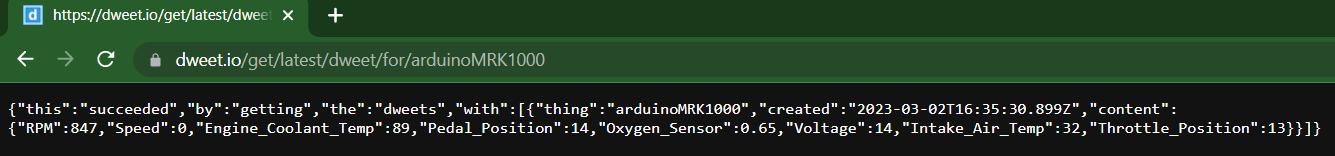 d https://dweet.io/get/latest/dweet
dweet.io/get/latest/dweet/for/arduinoMRK1000
{"this":"succeeded","by":"getting","the":"dweets","with":[{"thing":"arduinoMRK1000","created":"2023-03-02T16:35:30.899Z","content":
{"RPM":847,"Speed":0,"Engine_Coolant_Temp":89,"Pedal_Position":14,"Oxygen_Sensor":0.65,"Voltage":14,"Intake_Air_Temp":32,"Throttle_Position":13}}]}